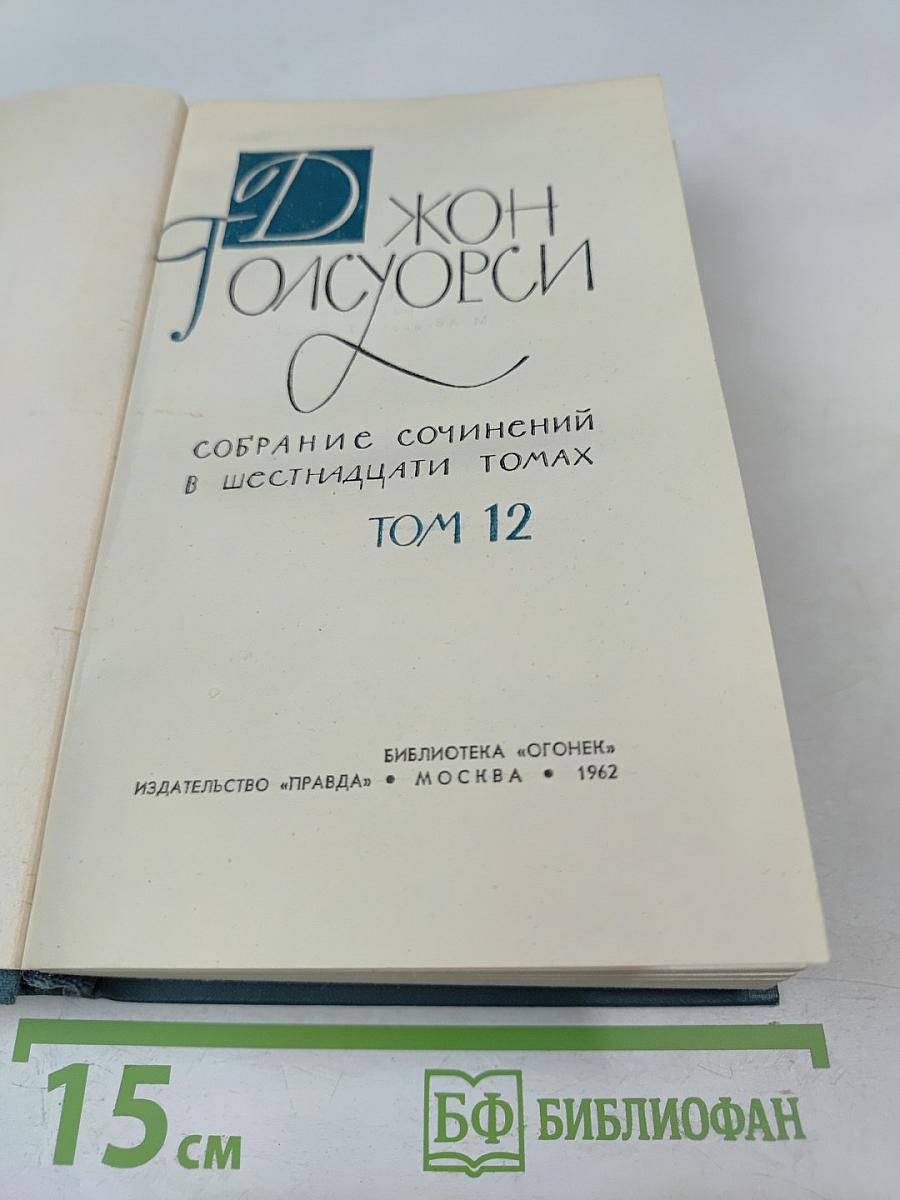 Джон
Голсуорси
СОБРАНИЕ СОЧИНЕНИЙ
В ШЕСТНАДЦАТИ ТОМАХ
ТОМ 12
БИБЛИОТЕКА «ОГОНЕК»
ИЗДАТЕЛЬСТВО «ПРАВДА» • МОСКВА • 1962
15 см
БФ БИБЛИОФАН